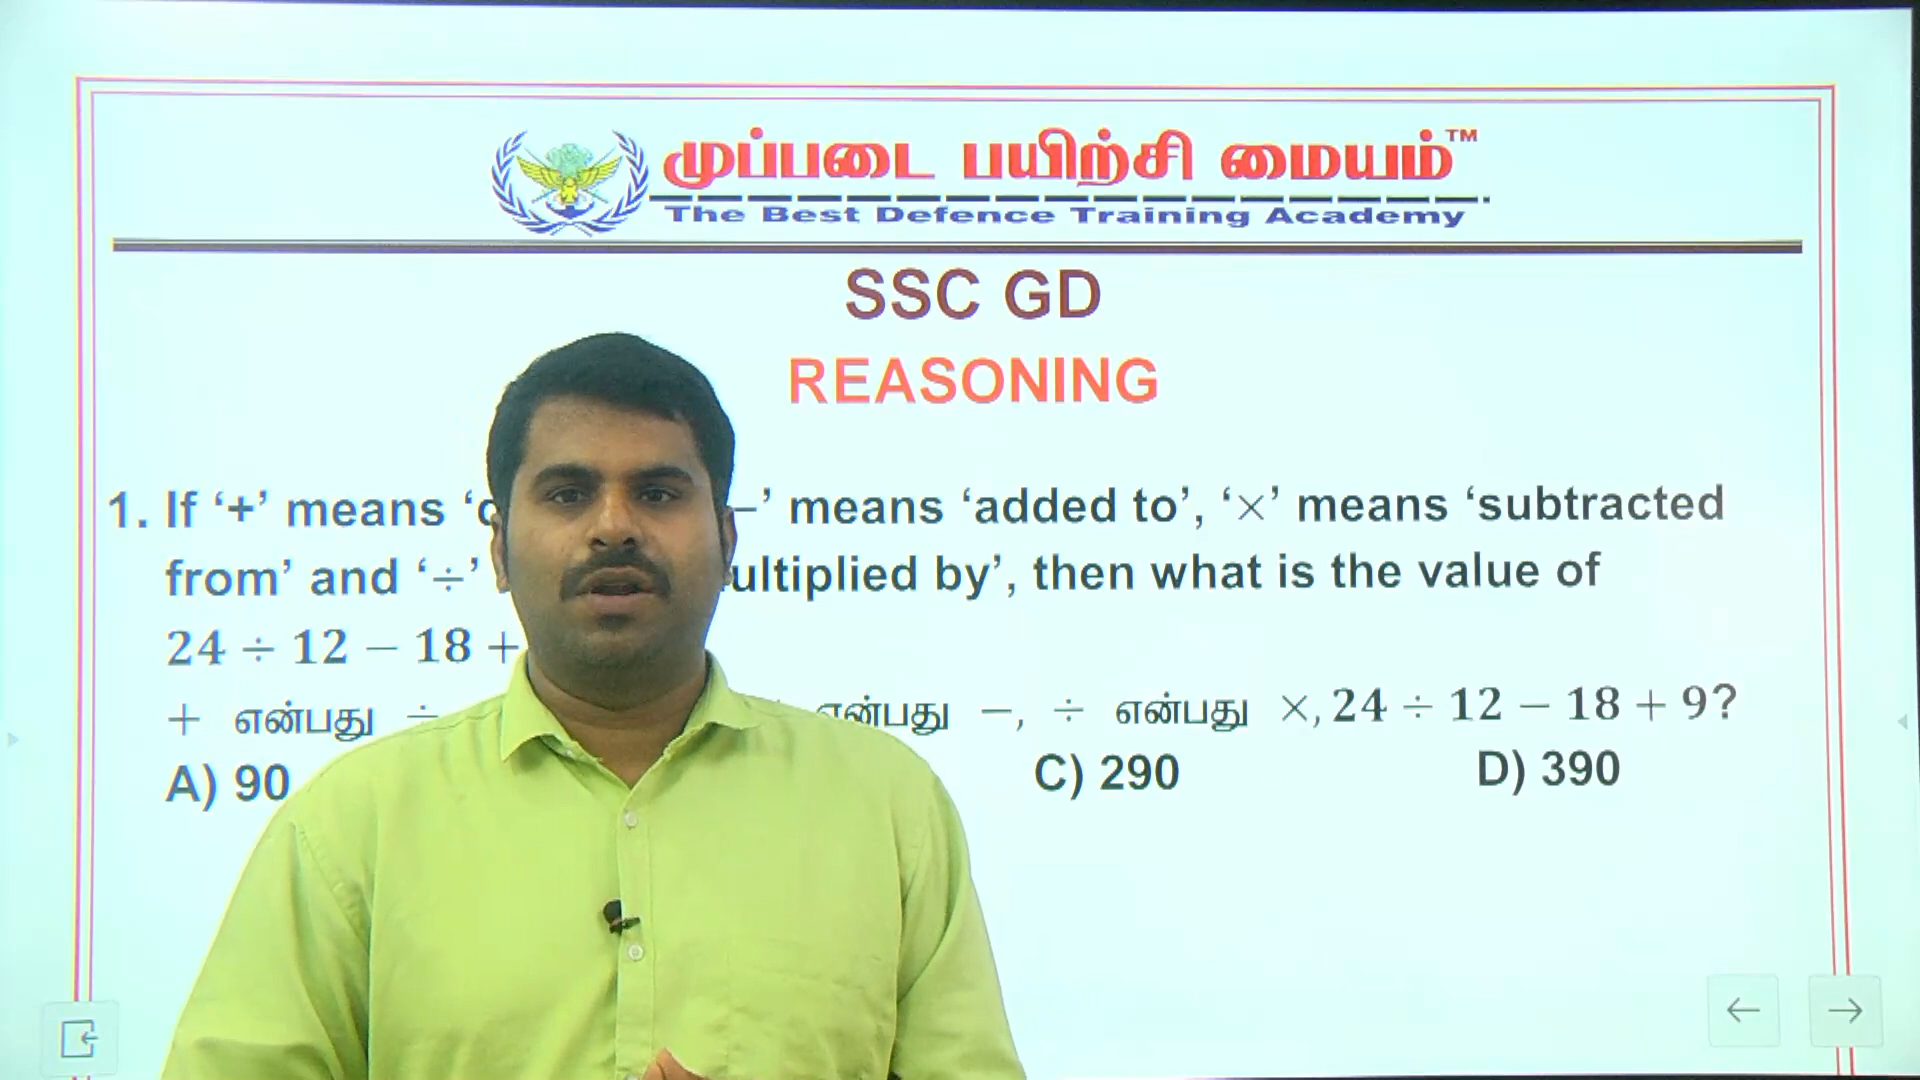 முப்படை பயிற்சி மையம்™
The Best Defence Training Academy
SSC GD
REASONING
1. If ‘+’ means ‘ –’ means ‘added to’, ‘×’ means ‘subtracted
from’ and ‘÷’ multiplied by’, then what is the value of
24 ÷ 12 – 18 +
+ என்பது ÷ என்பது –, ÷ என்பது ×, 24 ÷ 12 – 18 + 9?
A) 90 C) 290 D) 390